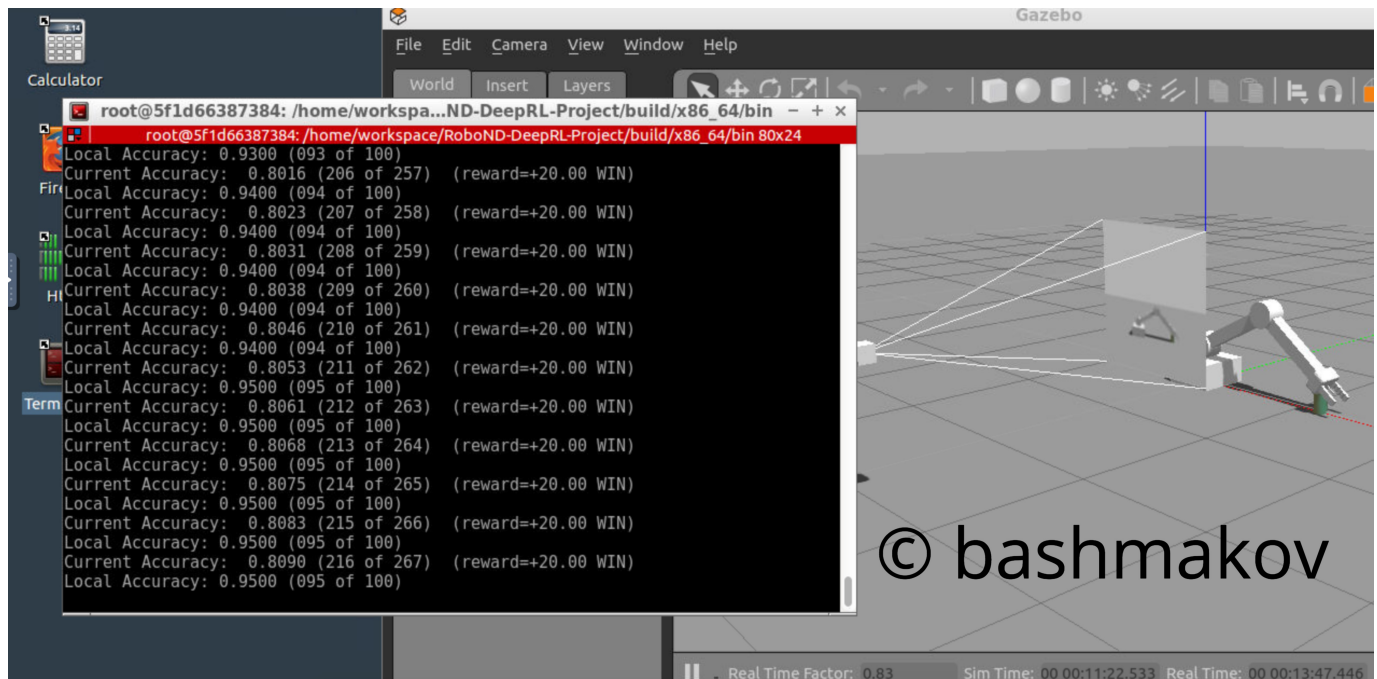 Gazebo
File Edit Camera View Window Help
World Insert Layers
Calculator
root@5f1d66387384: /home/workspa...ND-DeepRL-Project/build/x86_64/bin
root@5f1d66387384: /home/workspace/RoboND-DeepRL-Project/build/x86_64/bin 80x24
Local Accuracy: 0.9300 (093 of 100)
Current Accuracy:  0.8016 (206 of 257)  (reward=+20.00 WIN)
Local Accuracy: 0.9400 (094 of 100)
Current Accuracy:  0.8023 (207 of 258)  (reward=+20.00 WIN)
Local Accuracy: 0.9400 (094 of 100)
Current Accuracy:  0.8031 (208 of 259)  (reward=+20.00 WIN)
Local Accuracy: 0.9400 (094 of 100)
Current Accuracy:  0.8038 (209 of 260)  (reward=+20.00 WIN)
Local Accuracy: 0.9400 (094 of 100)
Current Accuracy:  0.8046 (210 of 261)  (reward=+20.00 WIN)
Local Accuracy: 0.9400 (094 of 100)
Current Accuracy:  0.8053 (211 of 262)  (reward=+20.00 WIN)
Local Accuracy: 0.9500 (095 of 100)
Current Accuracy:  0.8061 (212 of 263)  (reward=+20.00 WIN)
Local Accuracy: 0.9500 (095 of 100)
Current Accuracy:  0.8068 (213 of 264)  (reward=+20.00 WIN)
Local Accuracy: 0.9500 (095 of 100)
Current Accuracy:  0.8075 (214 of 265)  (reward=+20.00 WIN)
Local Accuracy: 0.9500 (095 of 100)
Current Accuracy:  0.8083 (215 of 266)  (reward=+20.00 WIN)
Local Accuracy: 0.9500 (095 of 100)
Current Accuracy:  0.8090 (216 of 267)  (reward=+20.00 WIN)
Local Accuracy: 0.9500 (095 of 100)
Term
© bashmakov
Real Time Factor: 0.83 Sim Time: 00 00:11:22.533 Real Time: 00 00:13:47.446